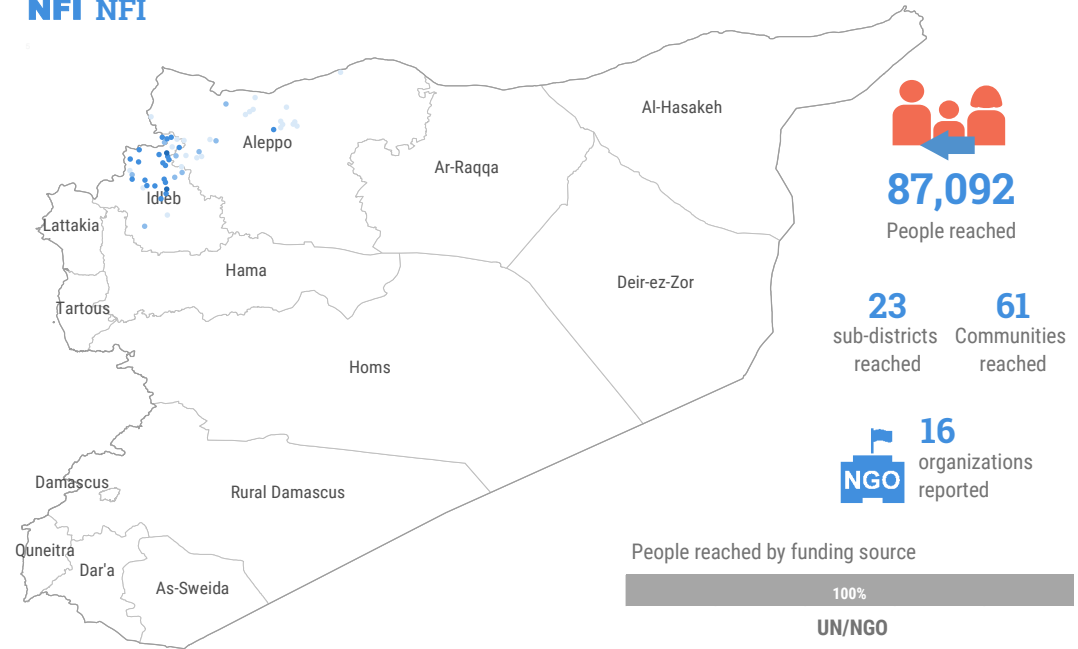 NFI NFI
Al-Hasakeh
Aleppo
Ar-Raqqa
Idleb
Lattakia
Hama
Deir-ez-Zor
Tartous
Homs
Damascus
Rural Damascus
Quneitra
Dar'a
As-Sweida
87,092
People reached
23
sub-districts
reached
61
Communities
reached
NGO
16
organizations
reported
People reached by funding source
100%
UN/NGO